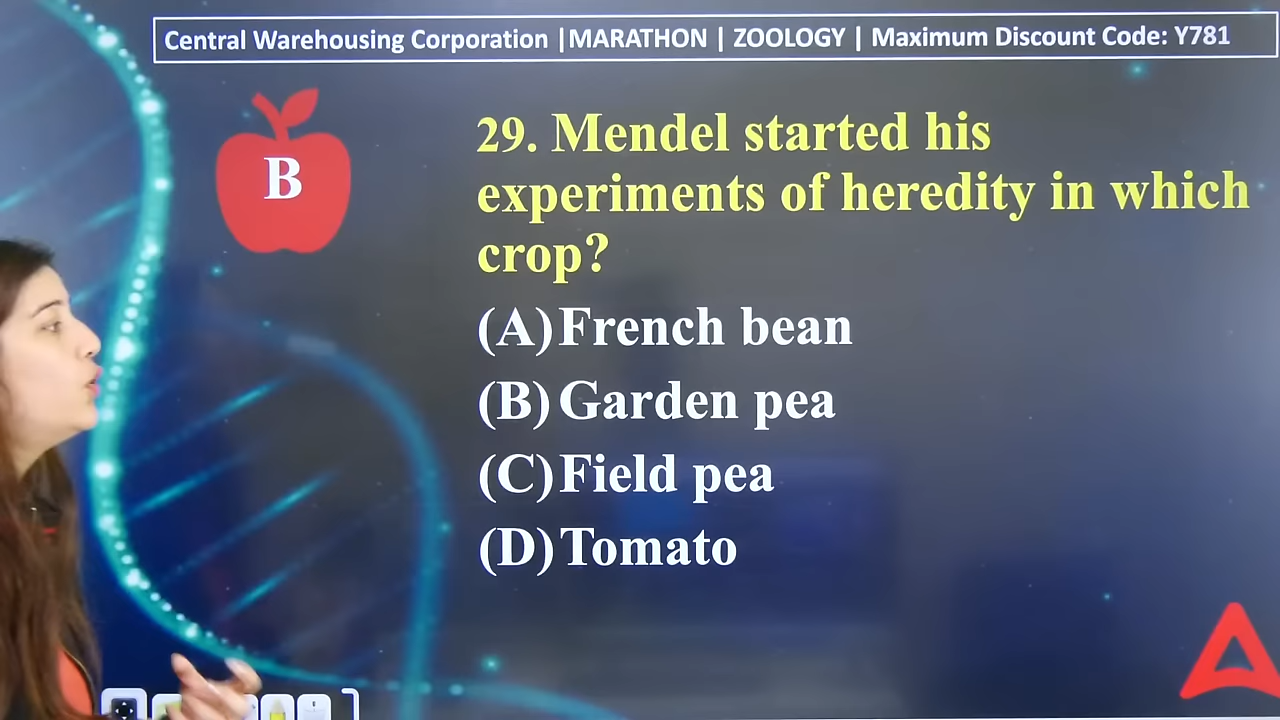 Central Warehousing Corporation |MARATHON | ZOOLOGY | Maximum Discount Code: Y781
B
29. Mendel started his
experiments of heredity in which
crop?
(A) French bean
(B) Garden pea
(C) Field pea
(D) Tomato